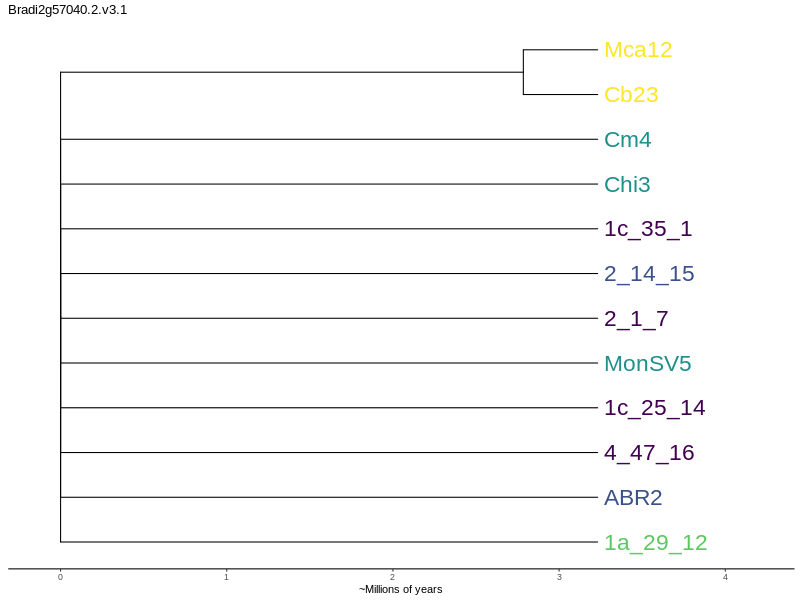 Bradi2g57040.2.v3.1
Mca12
Cb23
Cm4
Chi3
1c_35_1
2_14_15
2_1_7
MonSV5
1c_25_14
4_47_16
ABR2
1a_29_12
0 1 2 3 4
~Millions of years